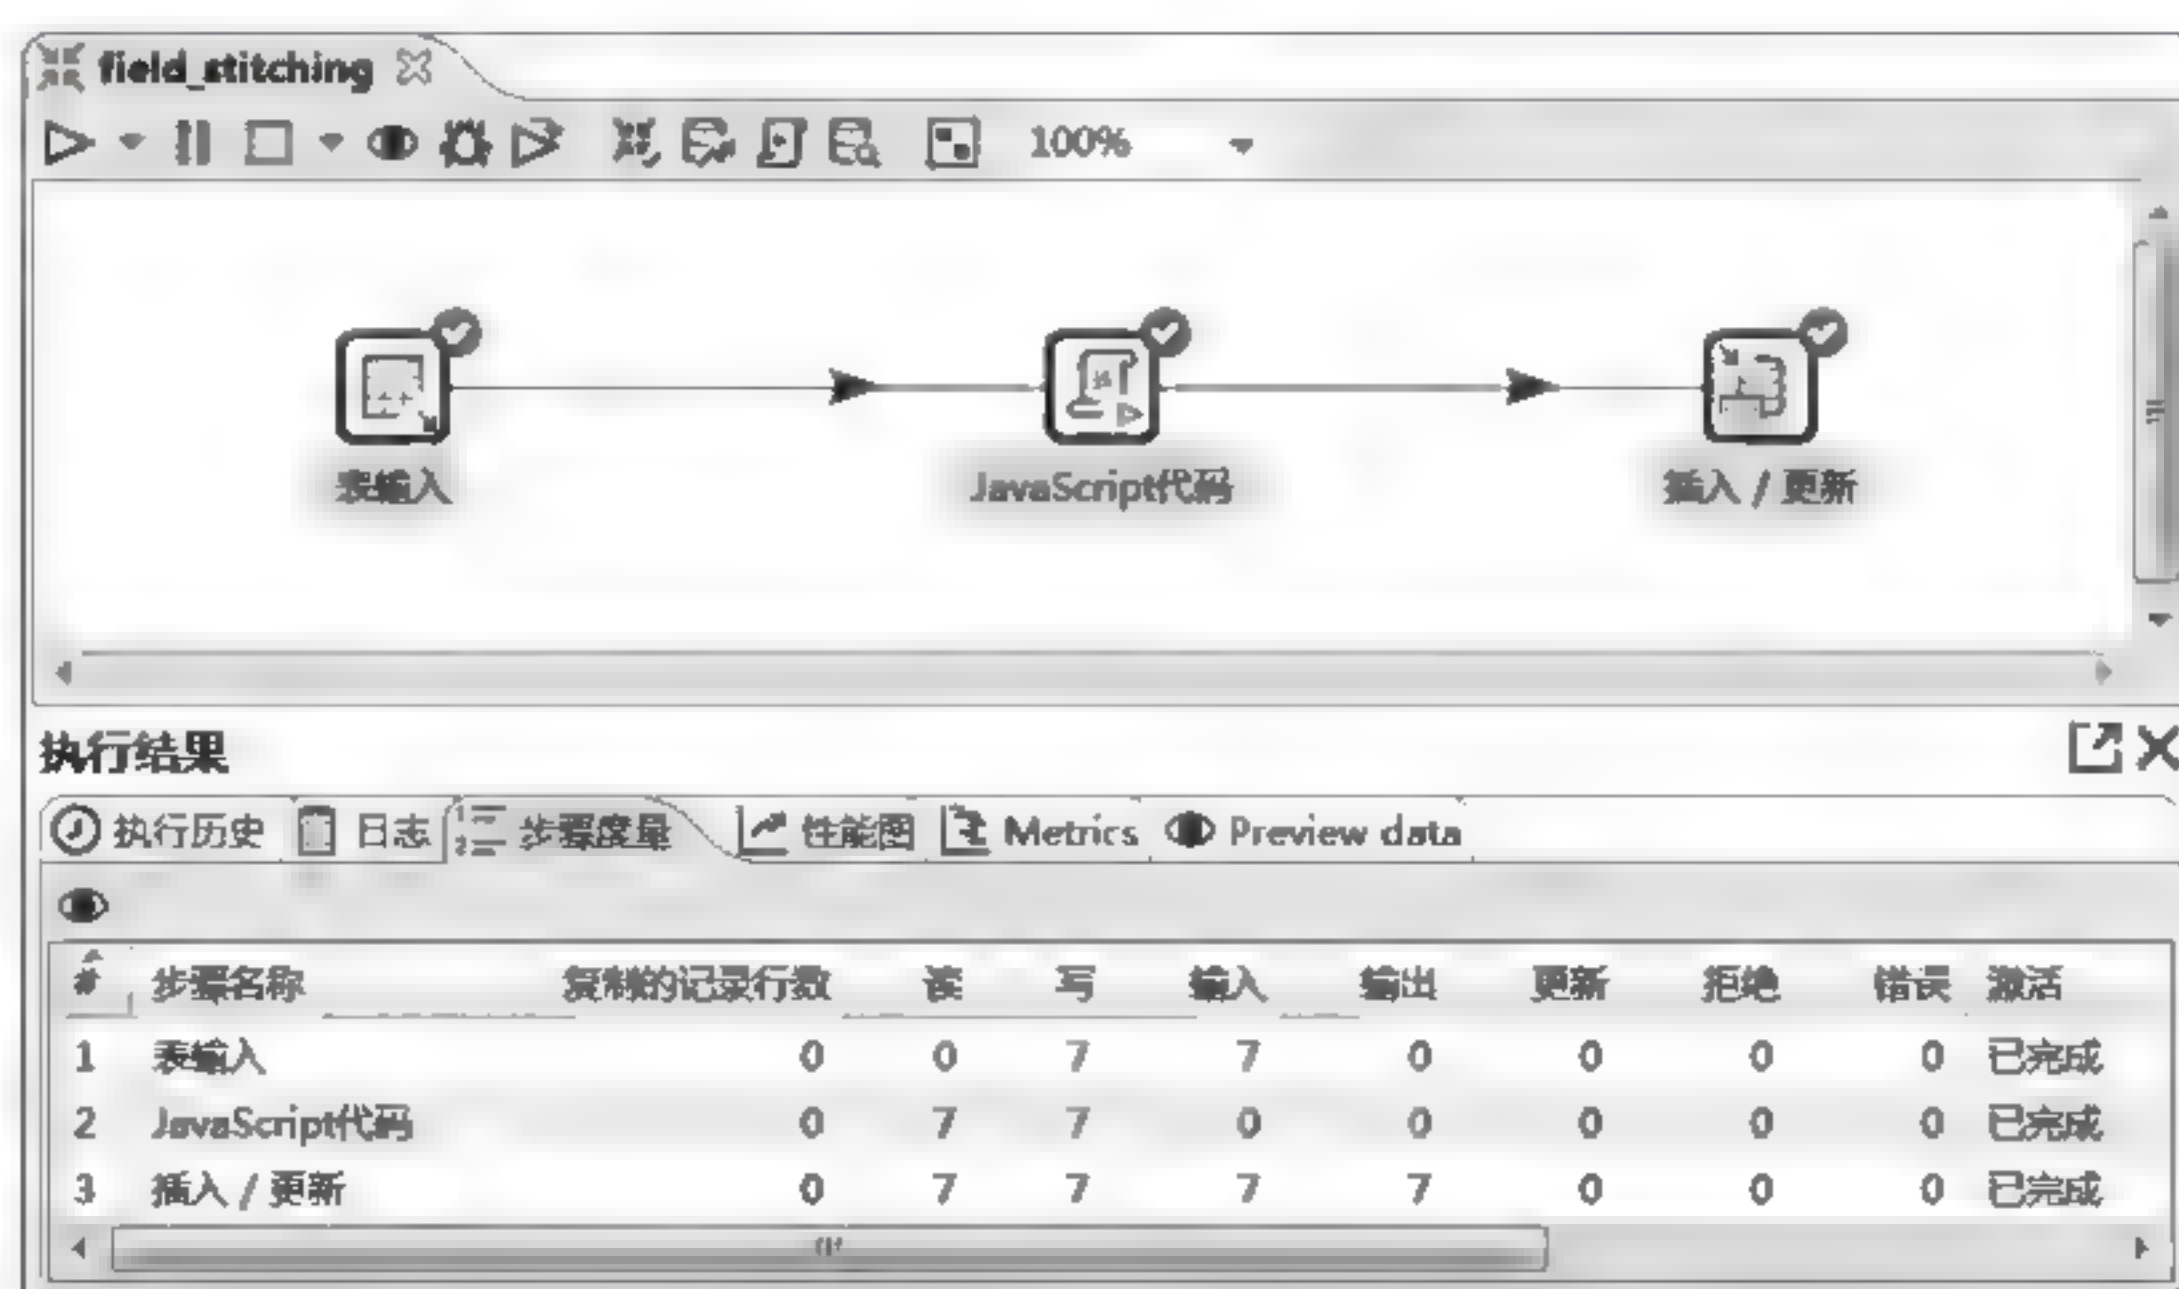 field_stitching
100%
表输入 JavaScript代码 插入 / 更新
执行结果
执行历史 日志 步骤度量 性能图 Metrics Preview data
# 步骤名称 复制的记录行数 读 写 输入 输出 更新 拒绝 错误 激活
1 表输入 0 0 7 7 0 0 0 0 已完成
2 JavaScript代码 0 7 7 0 0 0 0 0 已完成
3 插入 / 更新 0 7 7 7 7 0 0 0 已完成